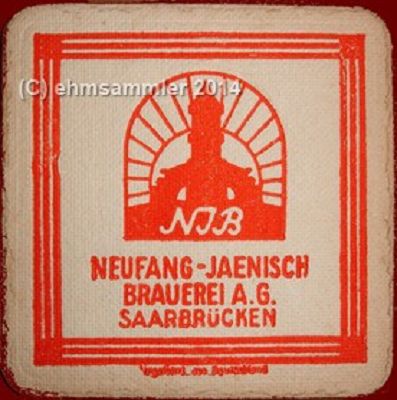 (C) ehmsammler 2014
NJB
NEUFANG-JAENISCH
BRAUEREI A.G.
SAARBRÜCKEN